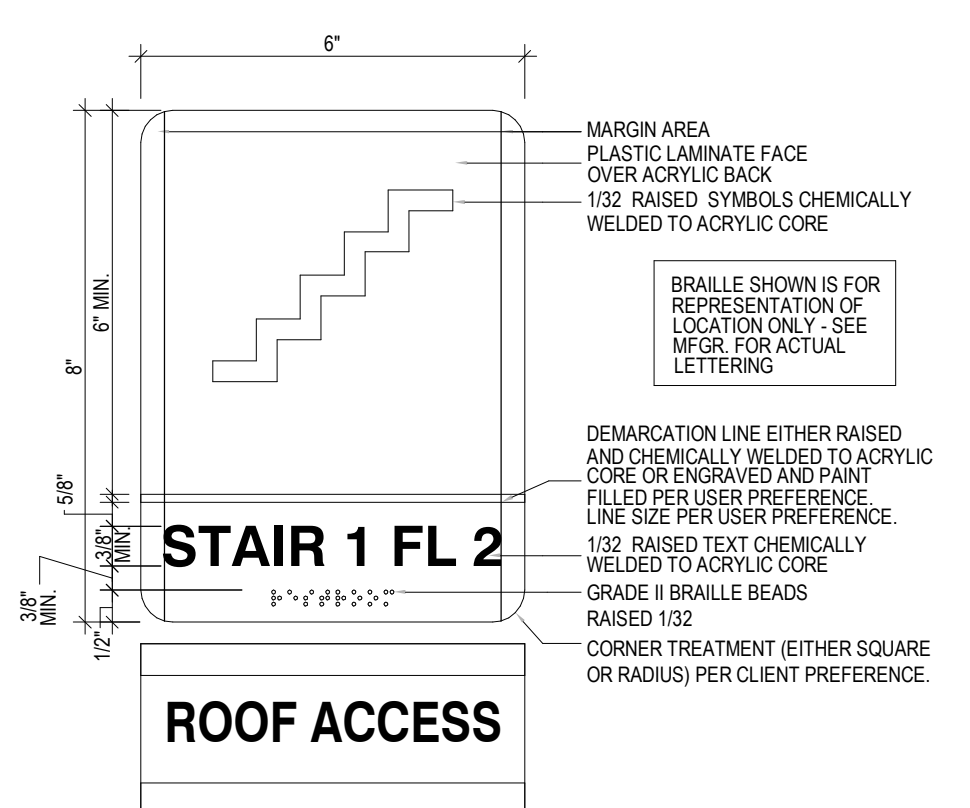 6"
MARGIN AREA
PLASTIC LAMINATE FACE
OVER ACRYLIC BACK
1/32 RAISED SYMBOLS CHEMICALLY
WELDED TO ACRYLIC CORE
BRAILLE SHOWN IS FOR
REPRESENTATION OF
LOCATION ONLY - SEE
MFGR. FOR ACTUAL
LETTERING
6" MIN.
8"
DEMARCATION LINE EITHER RAISED
AND CHEMICALLY WELDED TO ACRYLIC
CORE OR ENGRAVED AND PAINT
FILLED PER USER PREFERENCE.
LINE SIZE PER USER PREFERENCE.
5/8"
3/8"
MIN.
STAIR 1 FL 2
1/32 RAISED TEXT CHEMICALLY
WELDED TO ACRYLIC CORE
GRADE II BRAILLE BEADS
RAISED 1/32
3/8"
MIN.
1/2"
CORNER TREATMENT (EITHER SQUARE
OR RADIUS) PER CLIENT PREFERENCE.
ROOF ACCESS